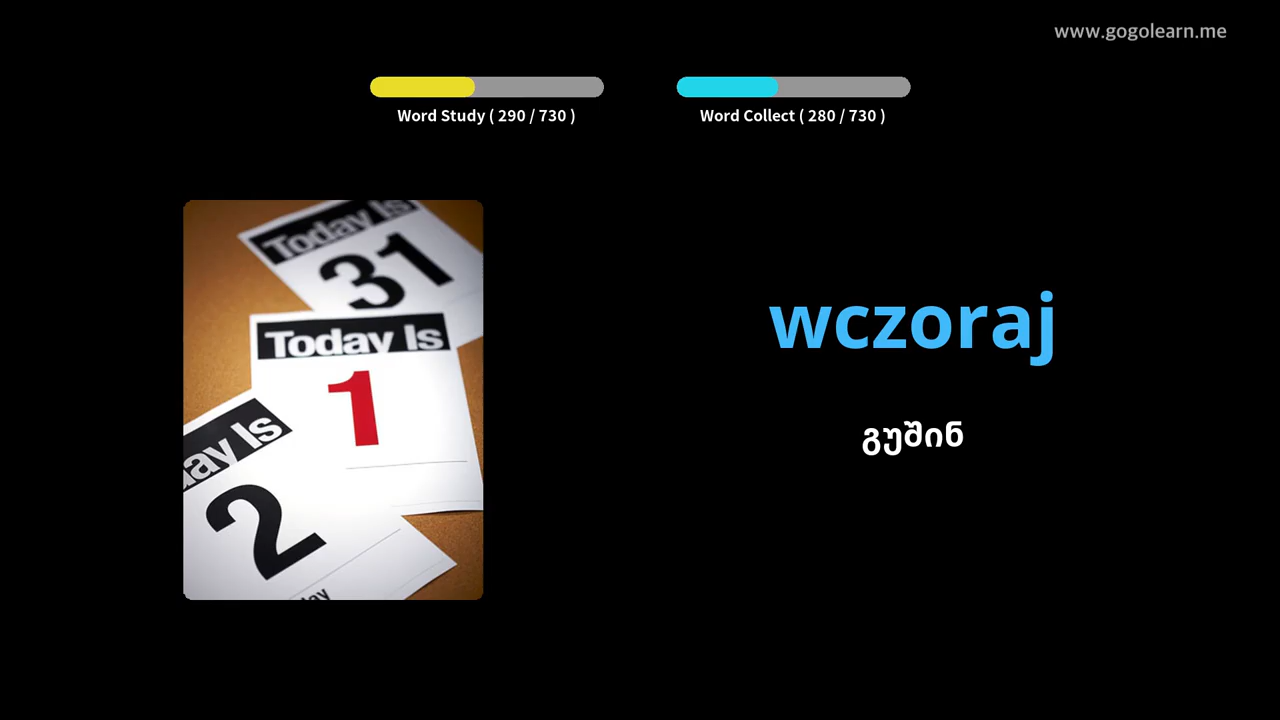 www.gogolearn.me
Word Study ( 290 / 730 )
Word Collect ( 280 / 730 )
Today Is
31
Today Is
1
ay Is
2
wczoraj
გუშინ